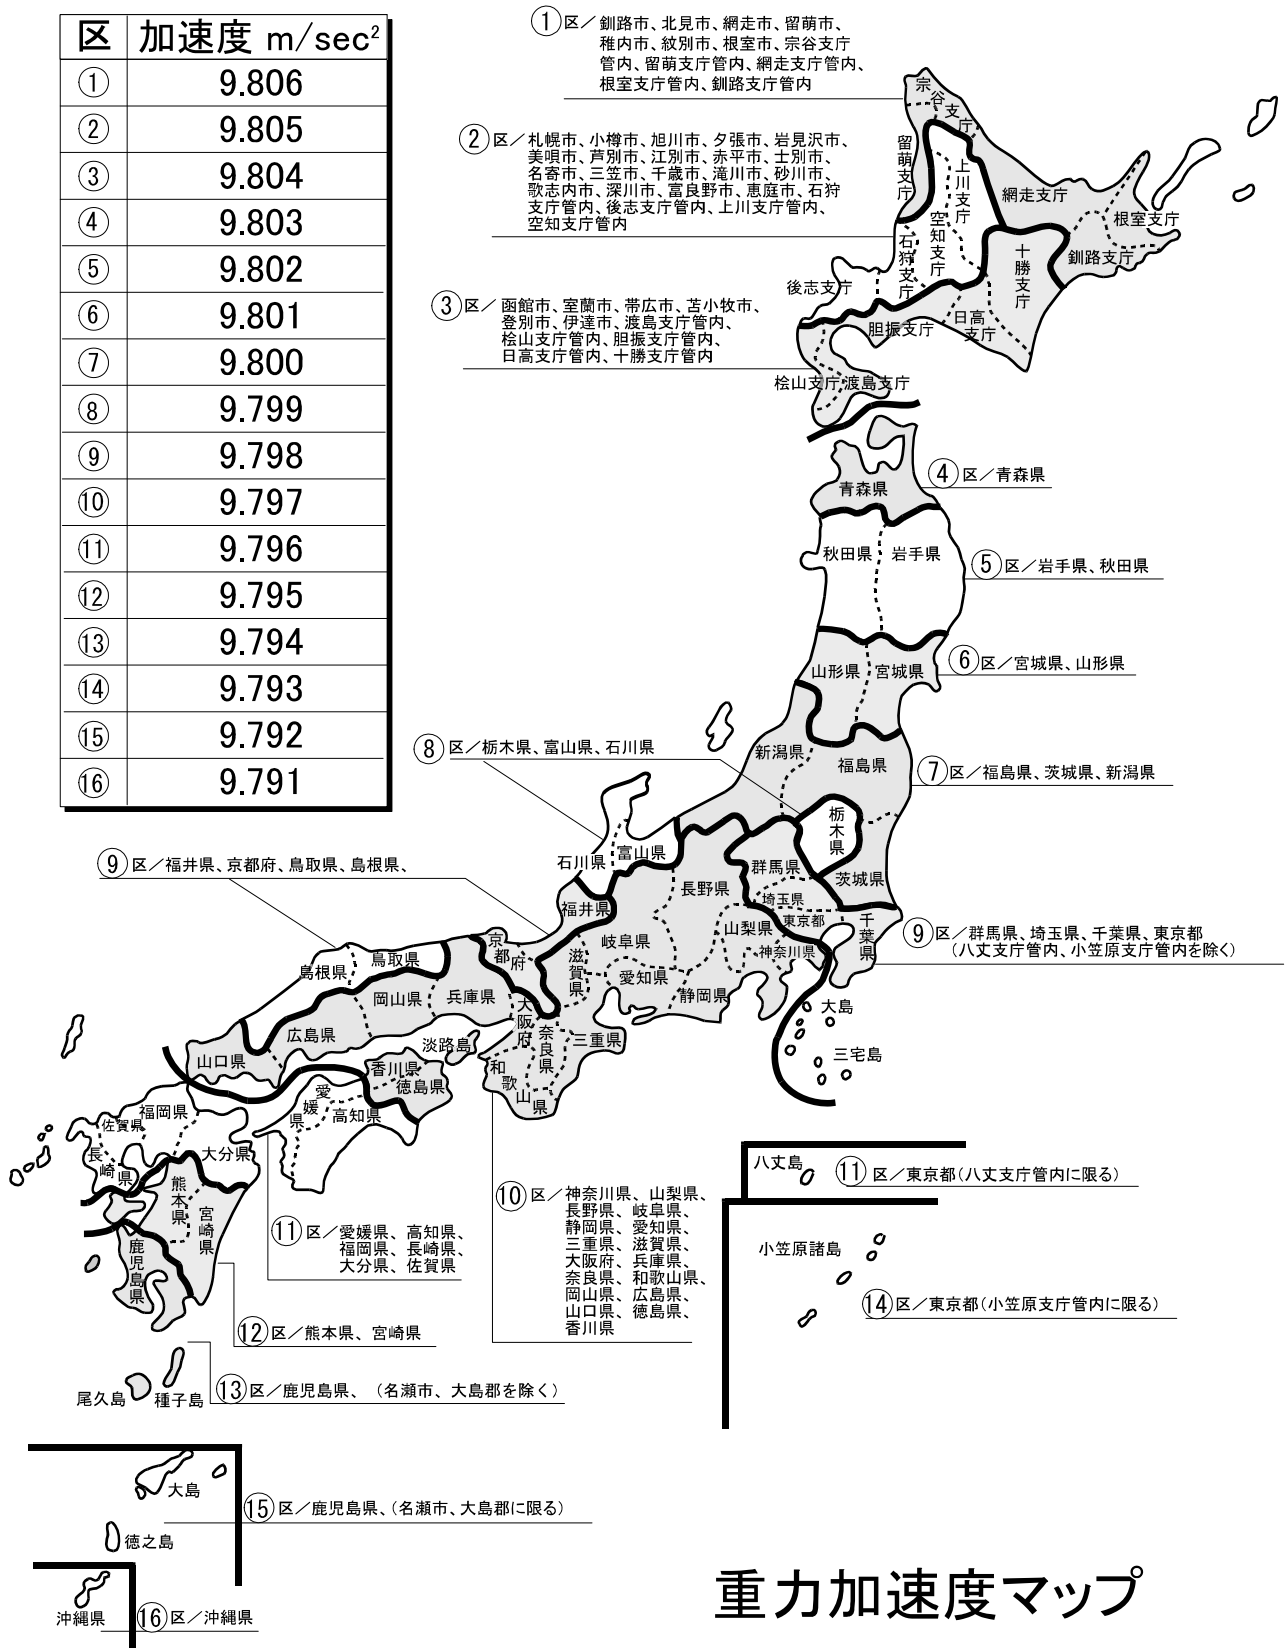 区 加速度 m/sec²
① 9.806
② 9.805
③ 9.804
④ 9.803
⑤ 9.802
⑥ 9.801
⑦ 9.800
⑧ 9.799
⑨ 9.798
⑩ 9.797
⑪ 9.796
⑫ 9.795
⑬ 9.794
⑭ 9.793
⑮ 9.792
⑯ 9.791
①区／釧路市、北見市、網走市、留萌市、
稚内市、紋別市、根室市、宗谷支庁
管内、留萌支庁管内、網走支庁管内、
根室支庁管内、釧路支庁管内
②区／札幌市、小樽市、旭川市、夕張市、岩見沢市、
美唄市、芦別市、江別市、赤平市、士別市、
名寄市、三笠市、千歳市、滝川市、砂川市、
歌志内市、深川市、富良野市、恵庭市、石狩
支庁管内、後志支庁管内、上川支庁管内、
空知支庁管内
③区／函館市、室蘭市、帯広市、苫小牧市、
登別市、伊達市、渡島支庁管内、
桧山支庁管内、胆振支庁管内、
日高支庁管内、十勝支庁管内
宗谷支庁
留萌支庁
上川支庁
網走支庁
根室支庁
空知支庁
石狩支庁
釧路支庁
十勝支庁
後志支庁
日高支庁
胆振支庁
桧山支庁
渡島支庁
④区／青森県
青森県
秋田県
岩手県
⑤区／岩手県、秋田県
山形県
宮城県
⑥区／宮城県、山形県
⑧区／栃木県、富山県、石川県
新潟県
福島県
⑦区／福島県、茨城県、新潟県
栃木県
石川県
富山県
群馬県
茨城県
⑨区／福井県、京都府、鳥取県、島根県、
長野県
埼玉県
福井県
東京都
千葉県
山梨県
神奈川県
⑨区／群馬県、埼玉県、千葉県、東京都
(八丈支庁管内、小笠原支庁管内を除く)
京都府
岐阜県
滋賀県
愛知県
静岡県
鳥取県
島根県
岡山県
兵庫県
大阪府
奈良県
三重県
広島県
山口県
淡路島
和歌山県
香川県
徳島県
愛媛県
高知県
大島
三宅島
福岡県
佐賀県
長崎県
大分県
熊本県
宮崎県
鹿児島県
八丈島
⑪区／東京都(八丈支庁管内に限る)
⑪区／愛媛県、高知県、
福岡県、長崎県、
大分県、佐賀県
⑩区／神奈川県、山梨県、
長野県、岐阜県、
静岡県、愛知県、
三重県、滋賀県、
大阪府、兵庫県、
奈良県、和歌山県、
岡山県、広島県、
山口県、徳島県、
香川県
小笠原諸島
⑭区／東京都(小笠原支庁管内に限る)
⑫区／熊本県、宮崎県
尾久島
種子島
⑬区／鹿児島県、(名瀬市、大島郡を除く)
大島
⑮区／鹿児島県、(名瀬市、大島郡に限る)
徳之島
沖縄県
⑯区／沖縄県
重力加速度マップ